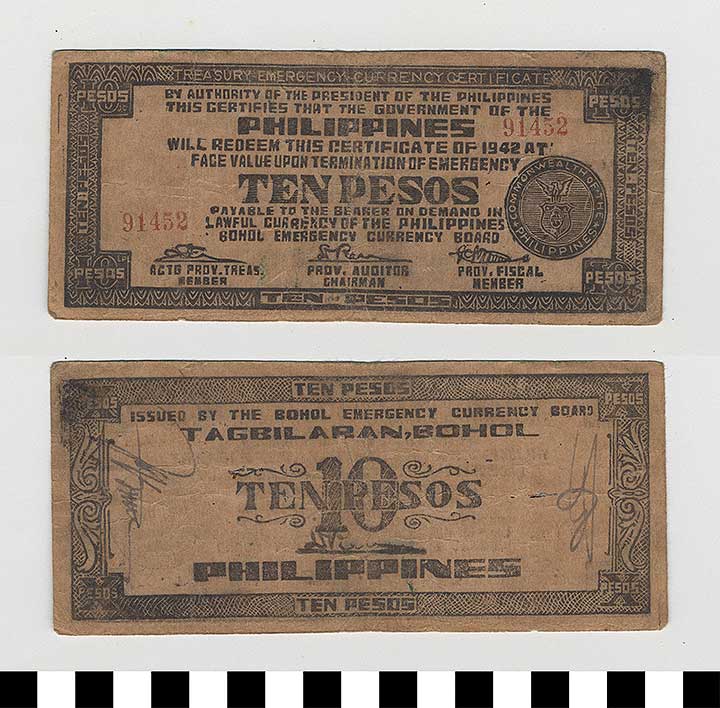 TREASURY EMERGENCY CURRENCY CERTIFICATE
PESOS
PESOS
BY AUTHORITY OF THE PRESIDENT OF THE PHILIPPINES
THIS CERTIFIES THAT THE GOVERNMENT OF THE
PHILIPPINES
91452
WILL REDEEM THIS CERTIFICATE OF 1942 AT
FACE VALUE UPON TERMINATION OF EMERGENCY
TEN PESOS
TEN PESOS
TEN PESOS
COMMONWEALTH OF THE PHILIPPINES
91452
PAYABLE TO THE BEARER ON DEMAND IN
LAWFUL CURRENCY OF THE PHILIPPINES
BOHOL EMERGENCY CURRENCY BOARD
ACTG PROV. TREAS. PROV. AUDITOR PROV. FISCAL
MEMBER CHAIRMAN MEMBER
PESOS
PESOS
TEN PESOS
TEN PESOS
PESOS
PESOS
ISSUED BY THE BOHOL EMERGENCY CURRENCY BOARD
TAGBILARAN, BOHOL
10
TEN PESOS
PHILIPPINES
PESOS
PESOS
TEN PESOS